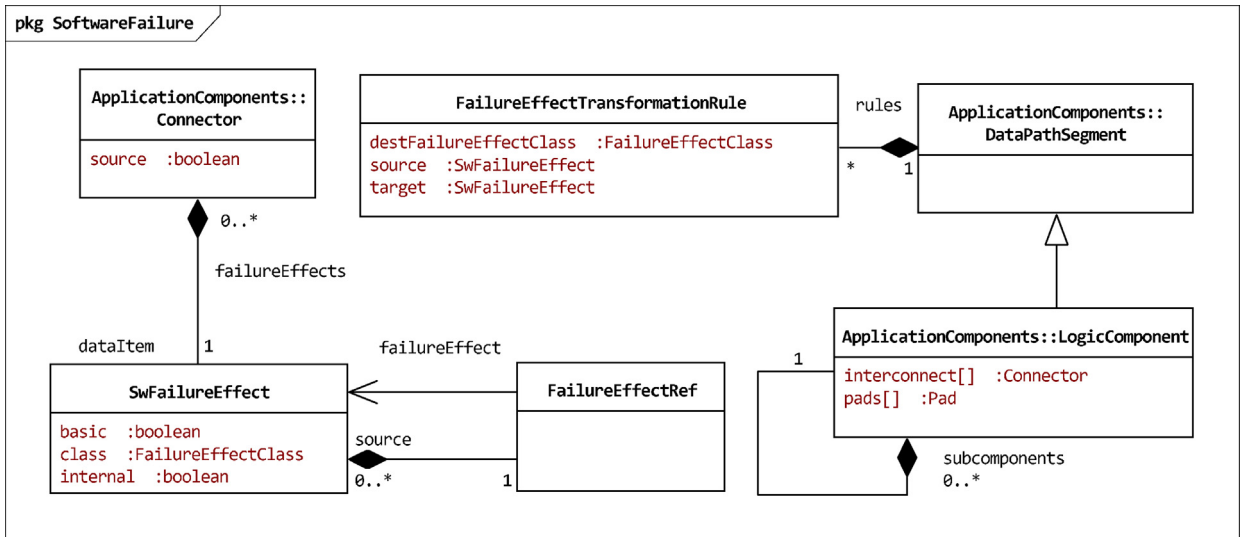 pkg SoftwareFailure
ApplicationComponents::
Connector
source :boolean
0..*
failureEffects
dataItem
1
FailureEffectTransformationRule
destFailureEffectClass :FailureEffectClass
source :SwFailureEffect
target :SwFailureEffect
rules
*
1
ApplicationComponents::
DataPathSegment
SwFailureEffect
basic :boolean
class :FailureEffectClass
internal :boolean
failureEffect
source
0..*
1
FailureEffectRef
ApplicationComponents::LogicComponent
interconnect[] :Connector
pads[] :Pad
1
subcomponents
0..*